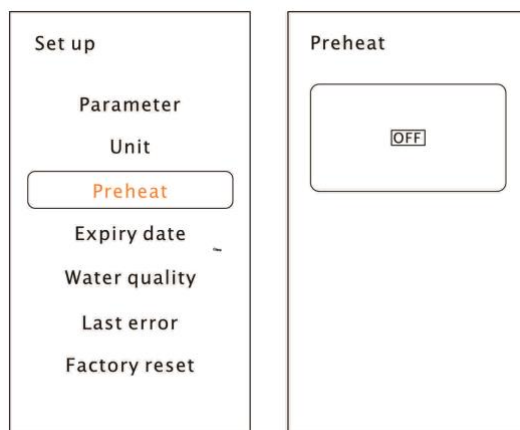 Set up
Parameter
Unit
Preheat
Expiry date
Water quality
Last error
Factory reset
Preheat
OFF